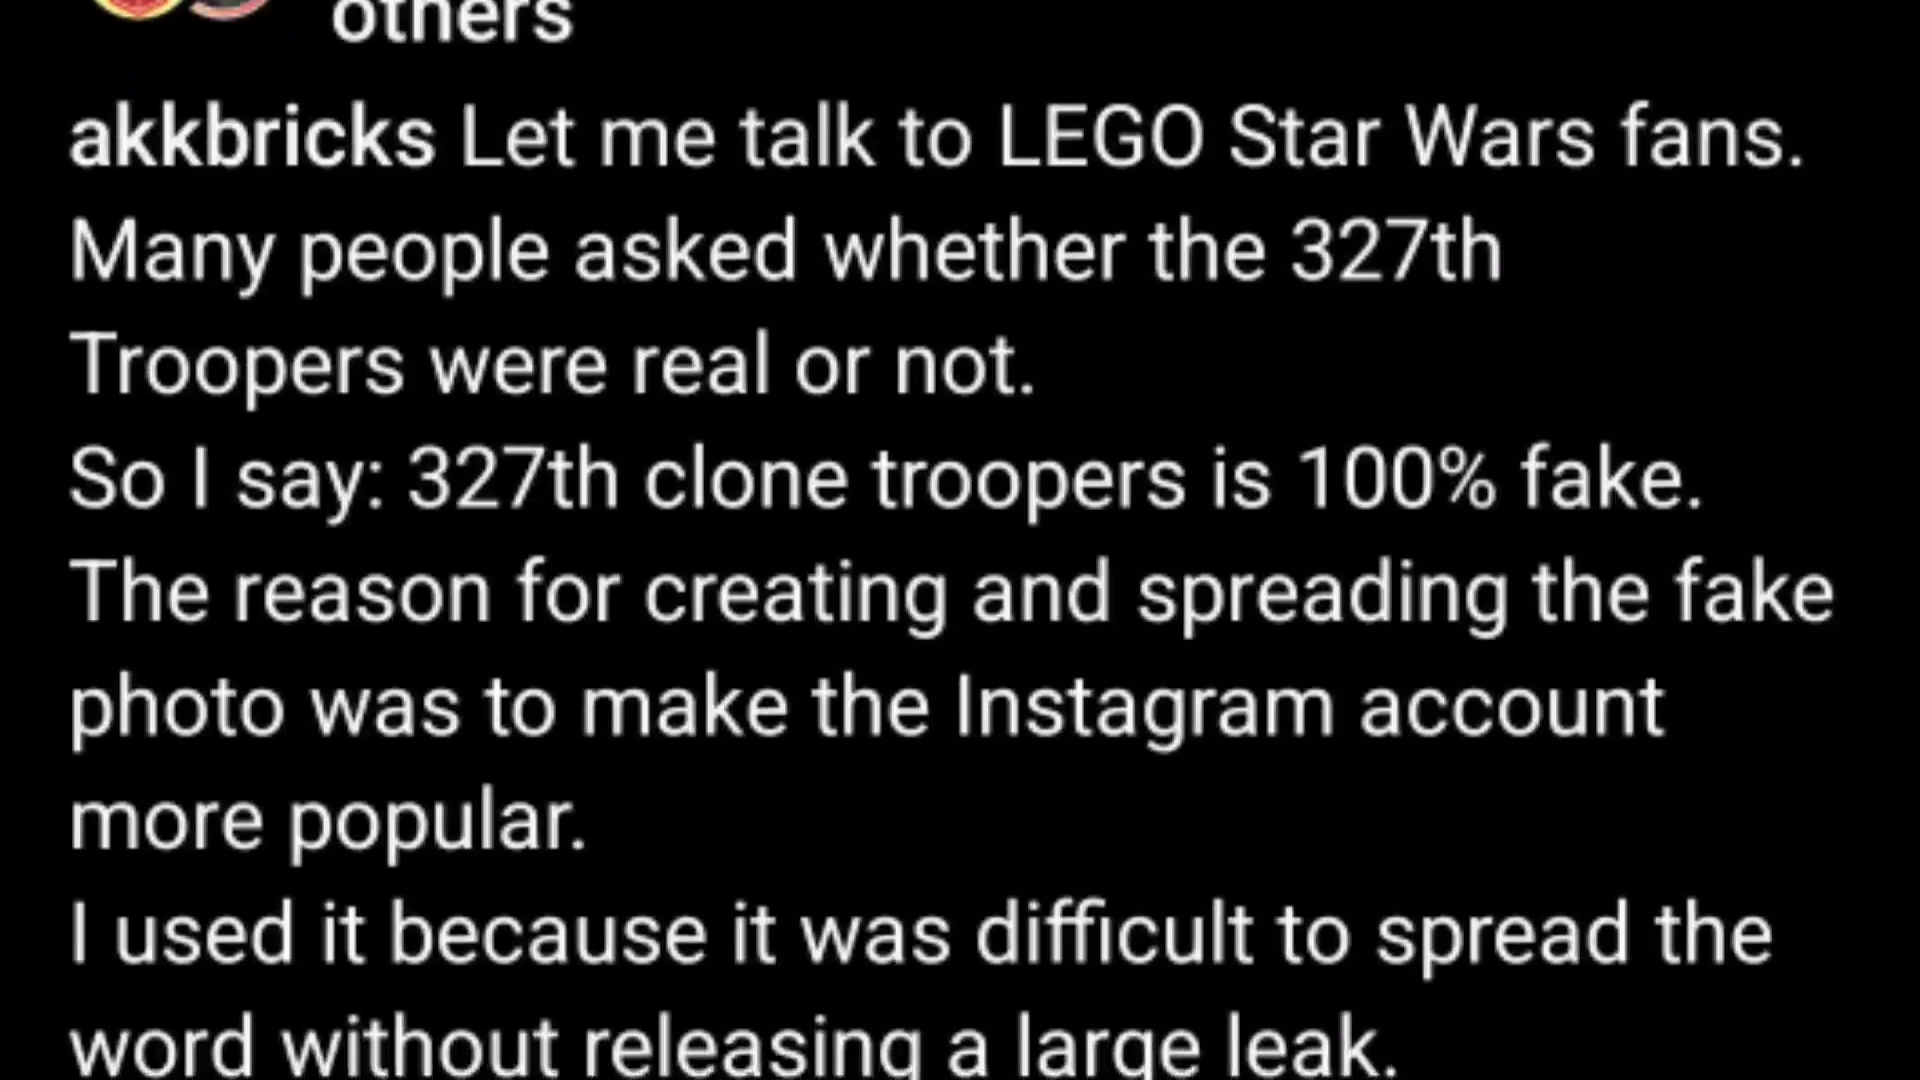 others
akkbricks Let me talk to LEGO Star Wars fans.
Many people asked whether the 327th
Troopers were real or not.
So I say: 327th clone troopers is 100% fake.
The reason for creating and spreading the fake
photo was to make the Instagram account
more popular.
I used it because it was difficult to spread the
word without releasing a large leak.